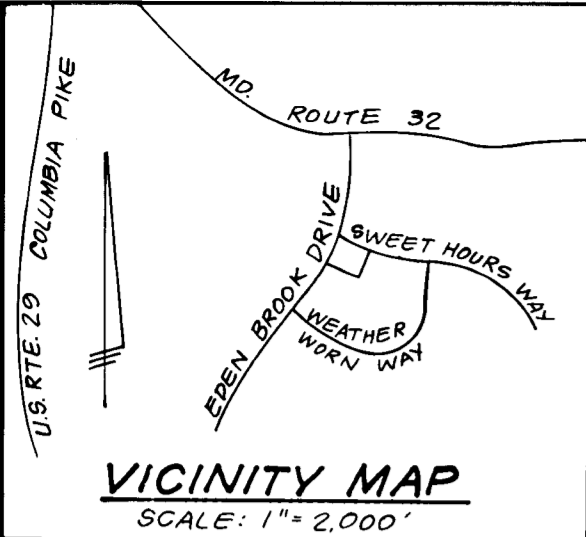 MD. ROUTE 32
U.S. RTE. 29 COLUMBIA PIKE
EDEN BROOK DRIVE
SWEET HOURS WAY
WEATHER
WORN WAY
VICINITY MAP
SCALE: 1" = 2,000'